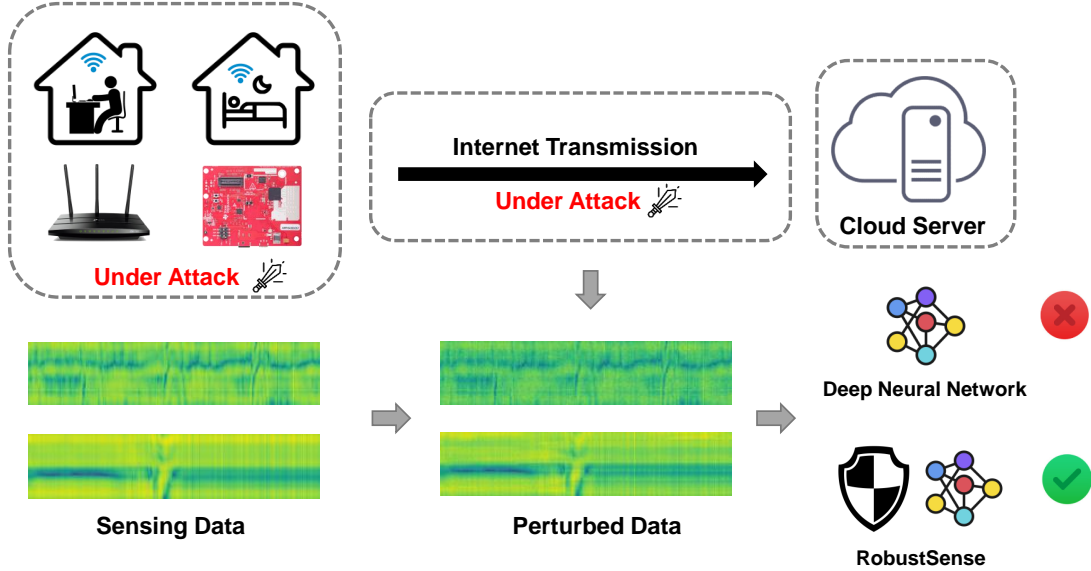 Internet Transmission
Under Attack
Cloud Server
Under Attack
Deep Neural Network
Sensing Data
Perturbed Data
RobustSense